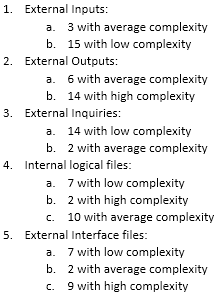 1. External Inputs:
a. 3 with average complexity
b. 15 with low complexity
2. External Outputs:
a. 6 with average complexity
b. 14 with high complexity
3. External Inquiries:
a. 14 with low complexity
b. 2 with average complexity
4. Internal logical files:
a. 7 with low complexity
b. 2 with high complexity
c. 10 with average complexity
5. External Interface files:
a. 7 with low complexity
b. 2 with average complexity
c. 9 with high complexity